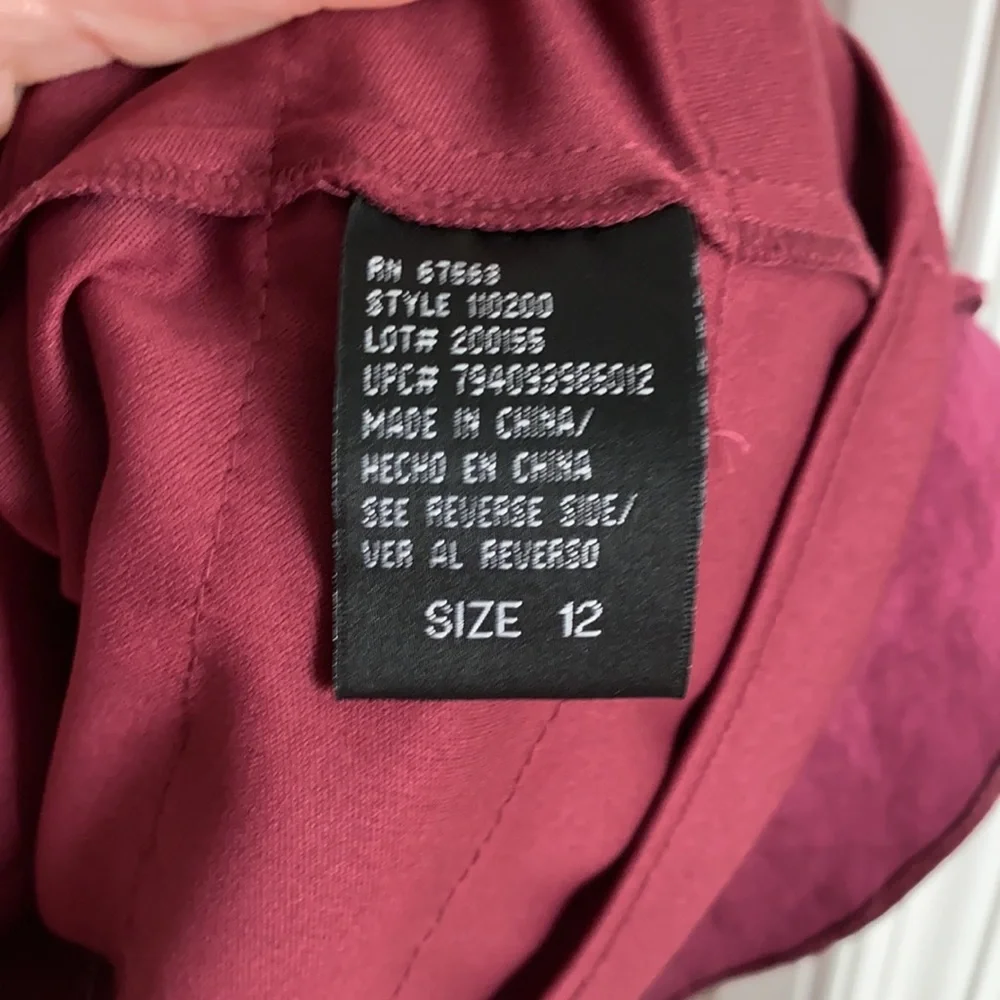 RN 67563
STYLE 110200
LOT# 200155
UPC# 794093986012
MADE IN CHINA/
HECHO EN CHINA
SEE REVERSE SIDE/
VER AL REVERSO
SIZE 12